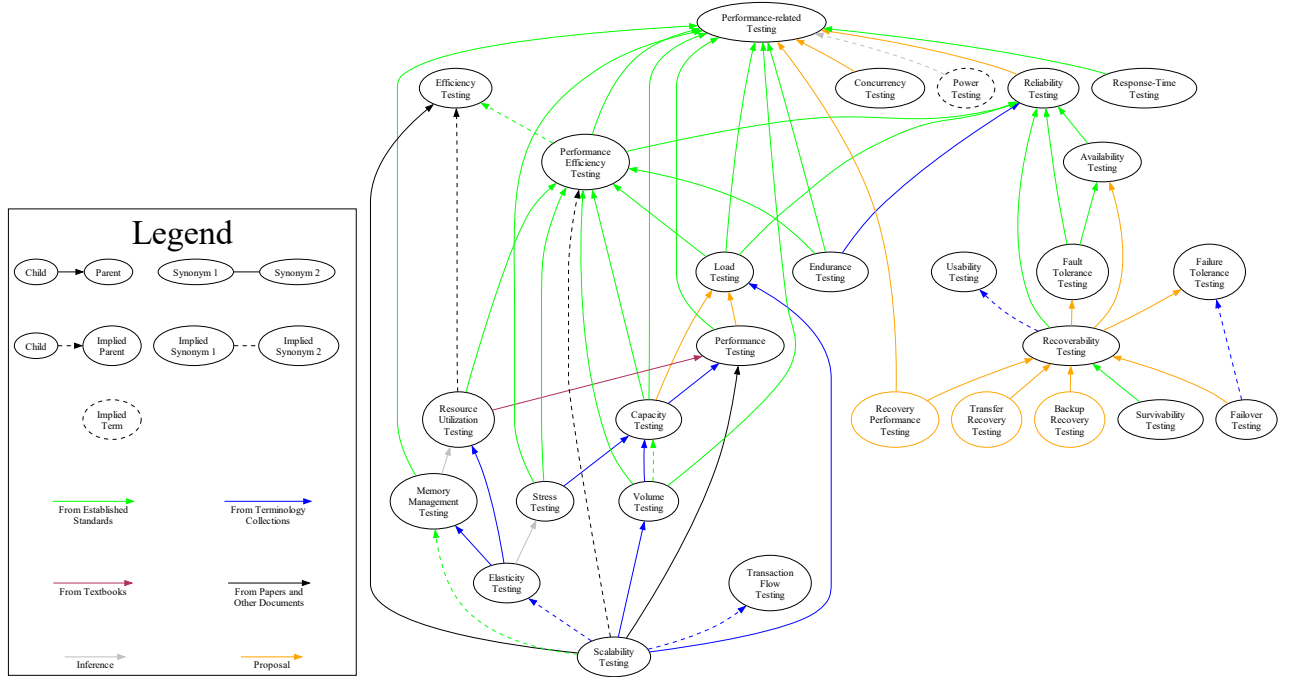 Performance-related
Testing
Efficiency
Testing
Concurrency
Testing
Power
Testing
Reliability
Testing
Response-Time
Testing
Performance
Efficiency
Testing
Availability
Testing
Legend
Child
Parent
Synonym 1
Synonym 2
Load
Testing
Endurance
Testing
Usability
Testing
Fault
Tolerance
Testing
Failure
Tolerance
Testing
Child
Implied
Parent
Implied
Synonym 1
Implied
Synonym 2
Performance
Testing
Recoverability
Testing
Implied
Term
Resource
Utilization
Testing
Capacity
Testing
Recovery
Performance
Testing
Transfer
Recovery
Testing
Backup
Recovery
Testing
Survivability
Testing
Failover
Testing
From Established
Standards
From Terminology
Collections
Memory
Management
Testing
Stress
Testing
Volume
Testing
From Textbooks
From Papers and
Other Documents
Elasticity
Testing
Transaction
Flow
Testing
Inference
Proposal
Scalability
Testing